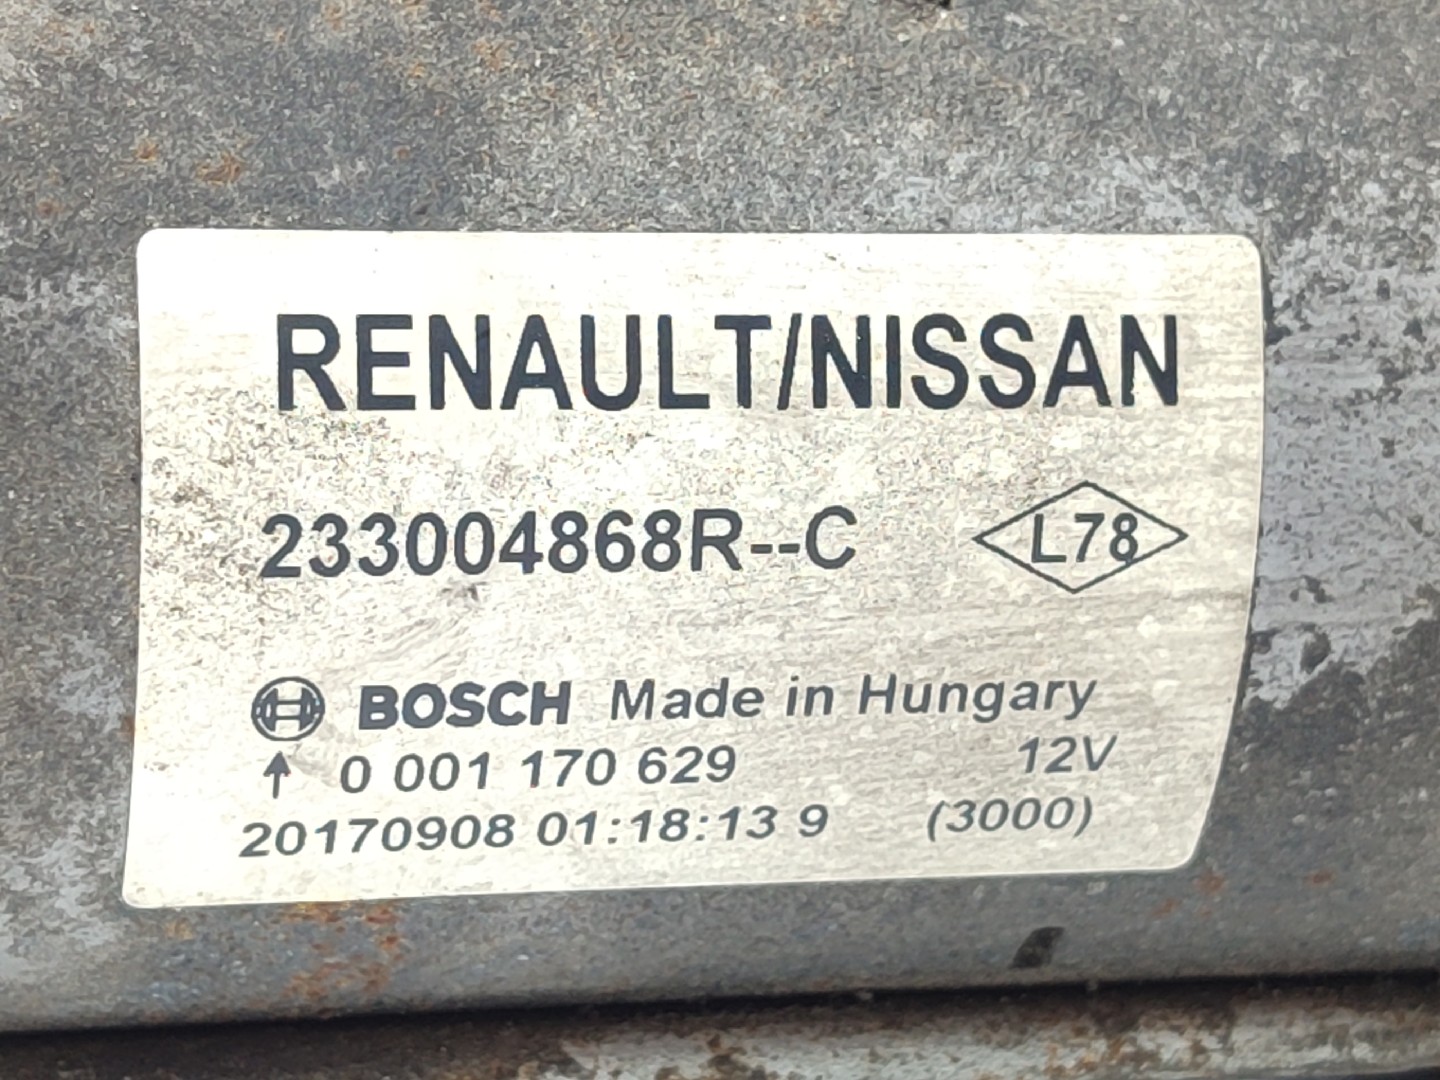 RENAULT/NISSAN
233004868R--C L78
BOSCH Made in Hungary
↑ 0 001 170 629 12V
20170908 01:18:13 9 (3000)